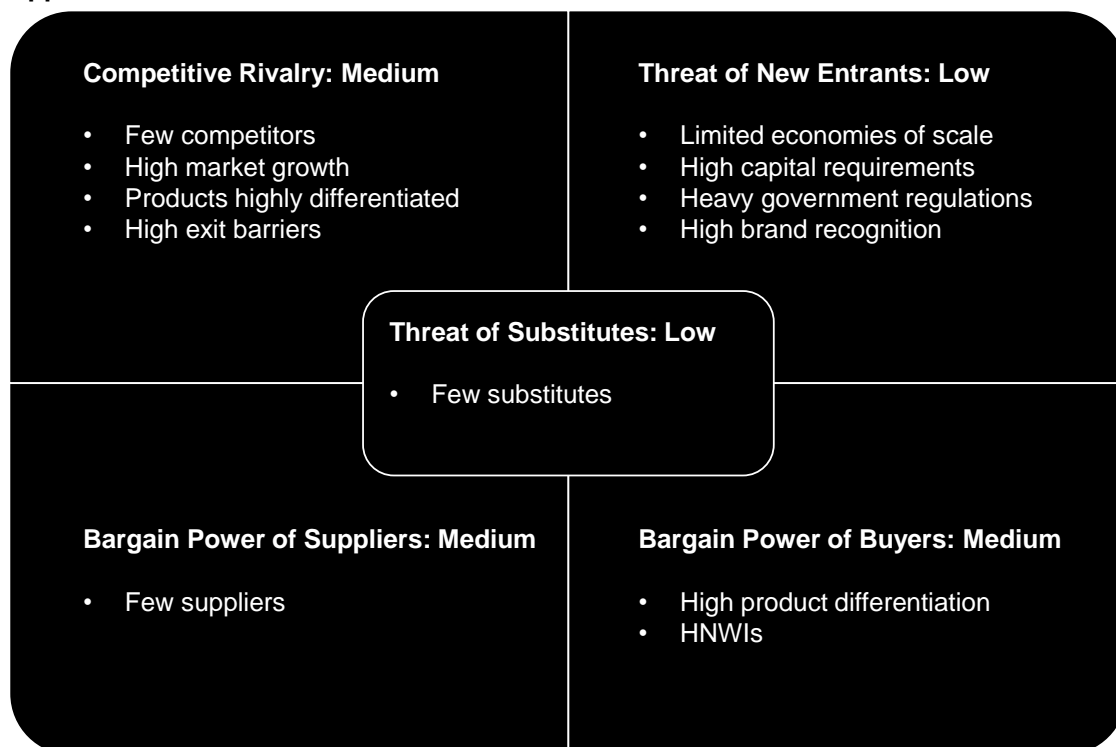 Competitive Rivalry: Medium
• Few competitors
• High market growth
• Products highly differentiated
• High exit barriers
Threat of New Entrants: Low
• Limited economies of scale
• High capital requirements
• Heavy government regulations
• High brand recognition
Threat of Substitutes: Low
• Few substitutes
Bargain Power of Suppliers: Medium
• Few suppliers
Bargain Power of Buyers: Medium
• High product differentiation
• HNWIs